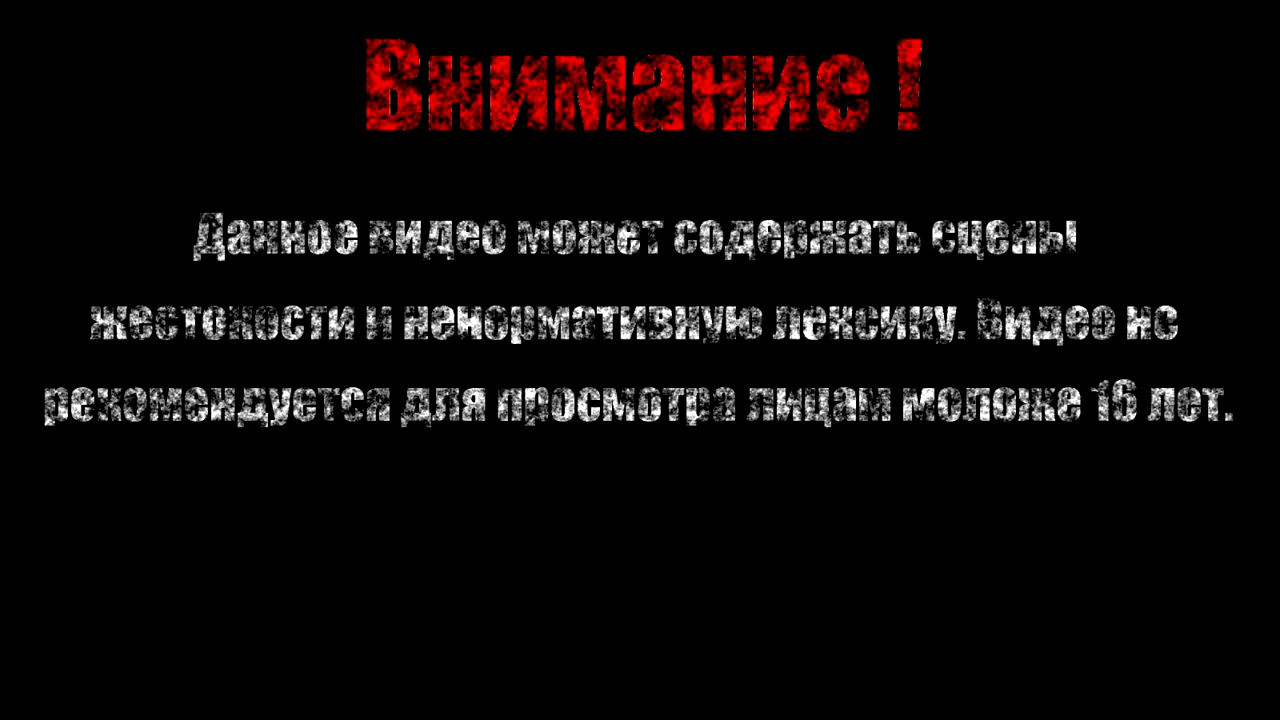 Внимание !
Данное видео может содержать сцены
жестокости и ненормативную лексику. Видео не
рекомендуется для просмотра лицам моложе 16 лет.